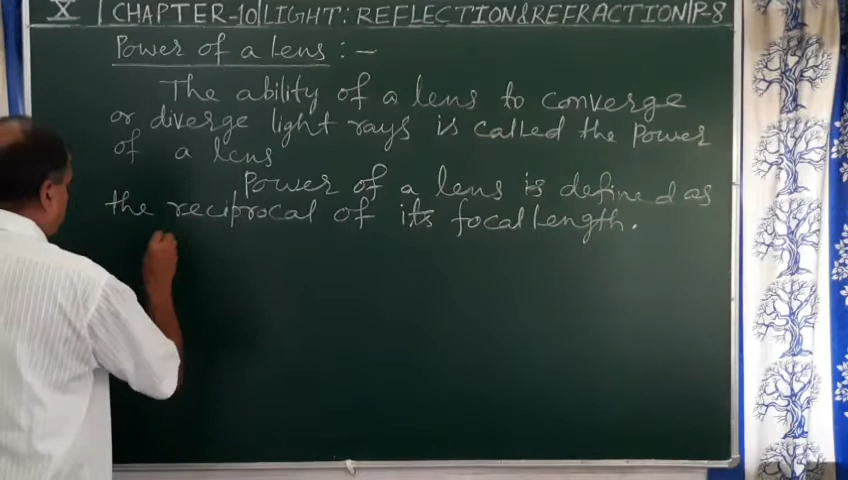 X | CHAPTER-10 | LIGHT: REFLECTION & REFRACTION | P-8
Power of a lens :-
The ability of a lens to converge
or diverge light rays is called the Power
of a lens
Power of a lens is defined as
the reciprocal of its focal length.